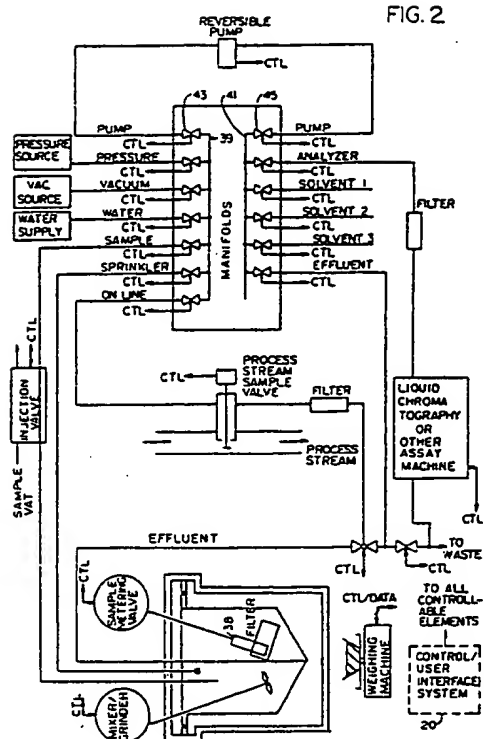 FIG. 2
REVERSIBLE
PUMP
CTL
43
41
45
PUMP
PUMP
CTL
39
CTL
PRESSURE
SOURCE
PRESSURE
ANALYZER
CTL
CTL
VAC
SOURCE
VACUUM
SOLVENT 1
CTL
CTL
WATER
SUPPLY
WATER
SOLVENT 2
CTL
CTL
SAMPLE
SOLVENT 3
CTL
CTL
SPRINKLER
EFFLUENT
CTL
CTL
ON LINE
CTL
MANIFOLDS
FILTER
CTL
INJECTION
VALVE
SAMPLE
VAT
PROCESS
STREAM
SAMPLE
VALVE
CTL
FILTER
PROCESS
STREAM
LIQUID
CHROMA
TOGRAPHY
OR
OTHER
ASSAY
MACHINE
CTL
EFFLUENT
TO
WASTE
CTL
CTL
CTL
SAMPLE
METERING
VALVE
38
FILTER
CTL/DATA
WEIGHING
MACHINE
TO ALL
CONTROLL-
ABLE
ELEMENTS
CONTROL/
USER
INTERFACE
SYSTEM
20
CTL
MIXER/
GRINDER